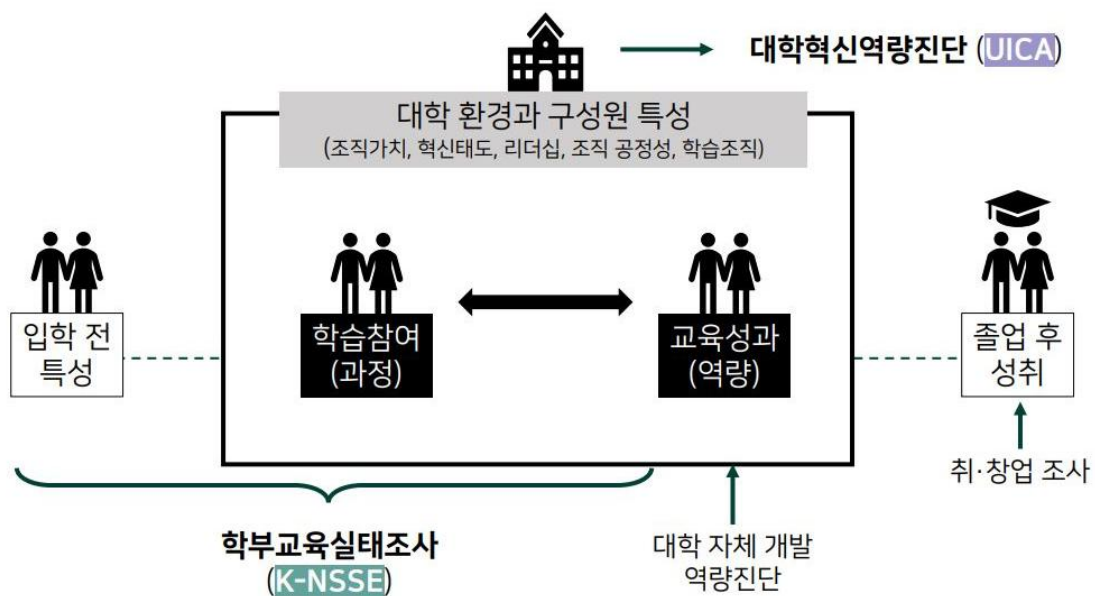 대학혁신역량진단 (UICA)
대학 환경과 구성원 특성
(조직가치, 혁신태도, 리더십, 조직 공정성, 학습조직)
입학 전
특성
학습참여
(과정)
교육성과
(역량)
졸업 후
성취
취·창업 조사
학부교육실태조사
(K-NSSE)
대학 자체 개발
역량진단